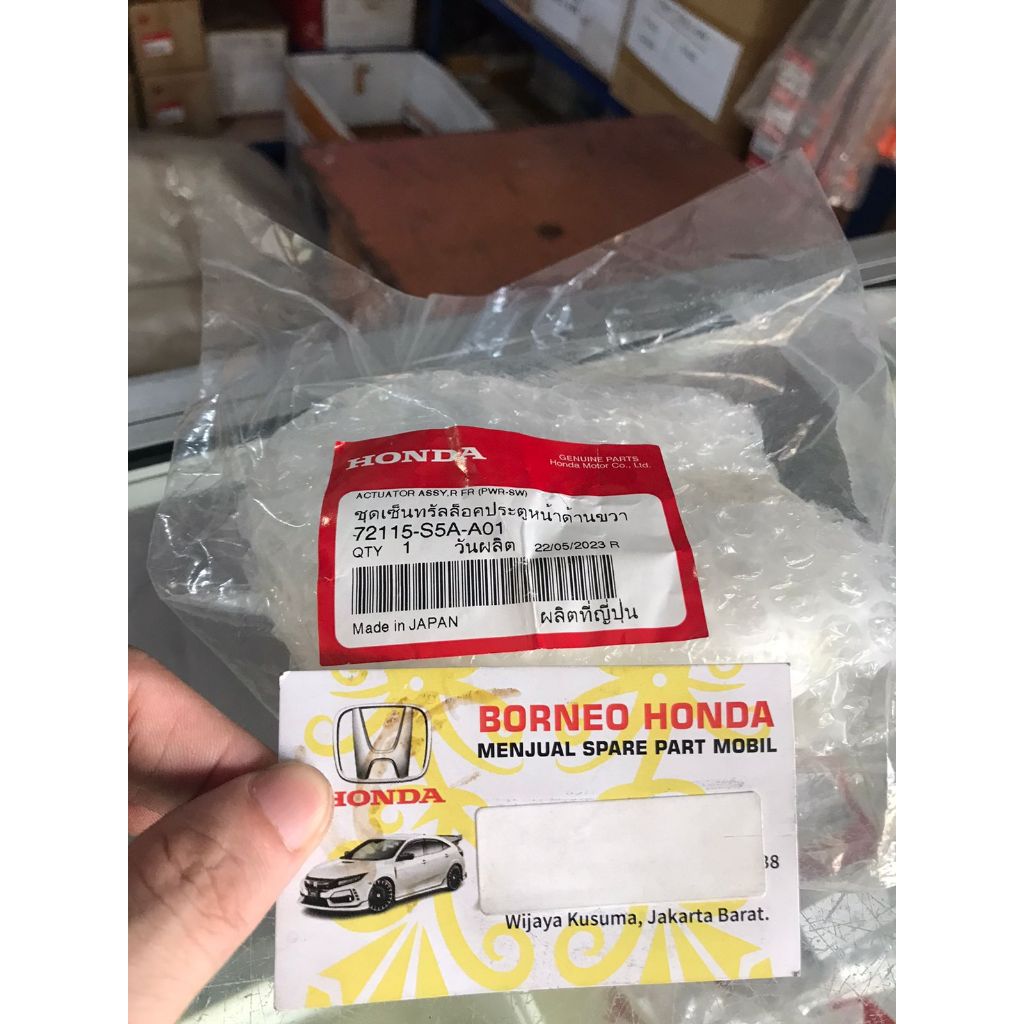 HONDA
GENUINE PARTS
Honda Motor Co., Ltd.
ACTUATOR ASSY,R FR (PWR-SW)
ชุดเซ็นทรัลล็อคประตูหน้าด้านขวา
72115-S5A-A01
QTY 1 วันผลิต 22/05/2023 R
Made in JAPAN ผลิตที่ญี่ปุ่น
BORNEO HONDA
MENJUAL SPARE PART MOBIL
HONDA
38
Wijaya Kusuma, Jakarta Barat.